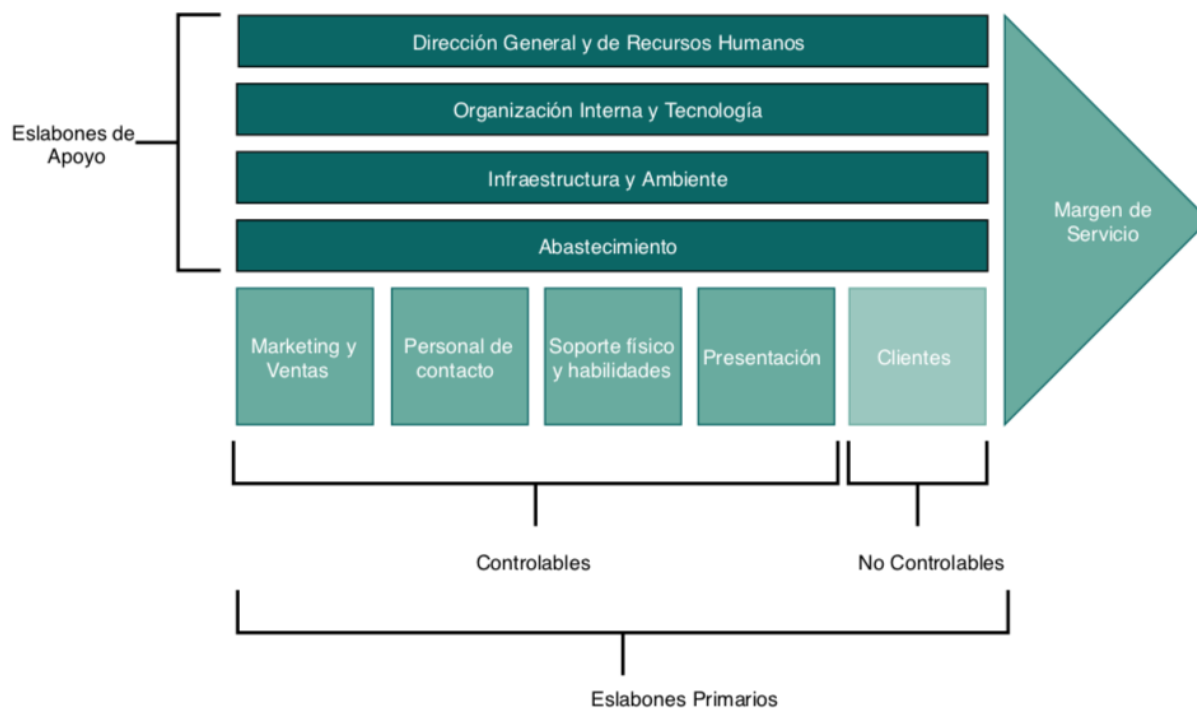 Dirección General y de Recursos Humanos
Organización Interna y Tecnología
Eslabones de
Apoyo
Infraestructura y Ambiente
Abastecimiento
Margen de
Servicio
Marketing y
Ventas
Personal de
contacto
Soporte físico
y habilidades
Presentación
Clientes
Controlables
No Controlables
Eslabones Primarios